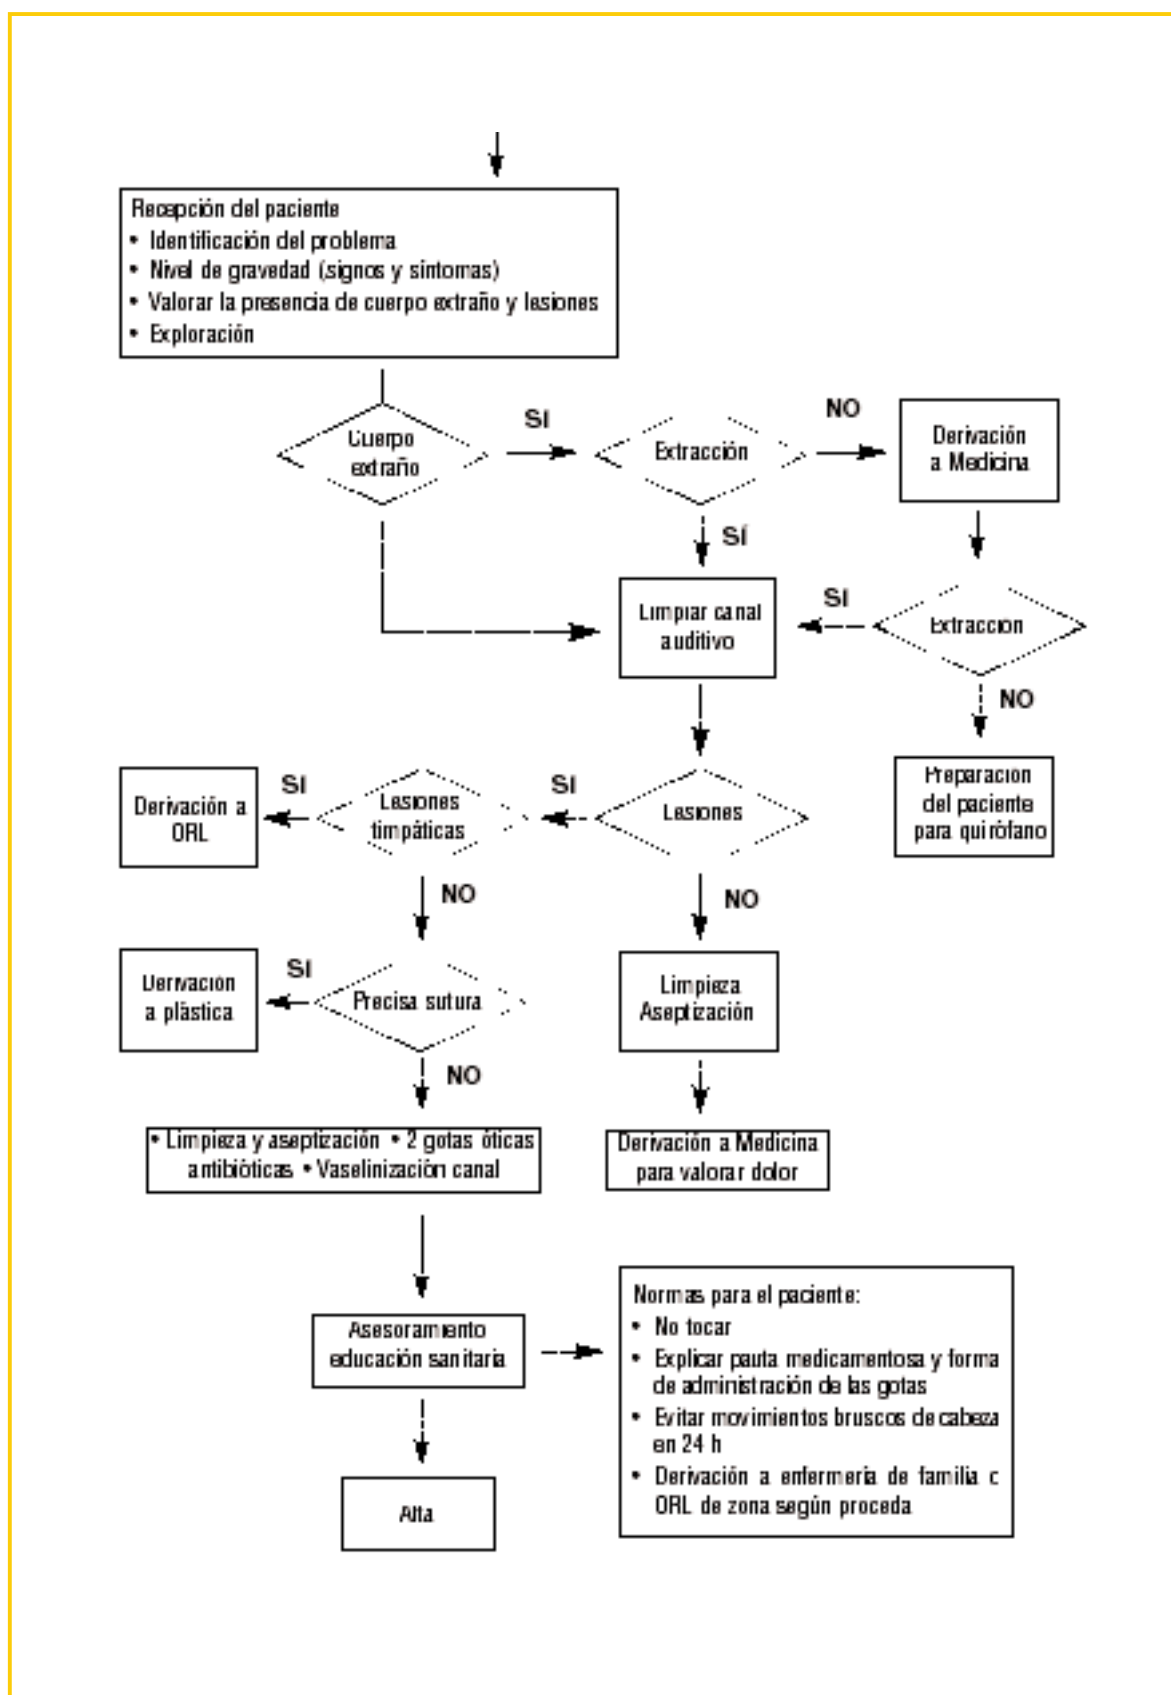 Recepción del paciente
• Identificación del problema
• Nivel de gravedad (signos y síntomas)
• Valorar la presencia de cuerpo extraño y lesiones
• Exploración
Cuerpo
extraño
SI
Extracción
NO
Derivación
a Medicina
SÍ
Limpiar canal
auditivo
SI
Extracción
NO
Preparación
del paciente
para quirófano
Lesiones
SI
Lesiones
timpáticas
SI
Derivación a
ORL
NO
NO
Precisa sutura
SI
Derivación
a plástica
Limpieza
Aseptización
NO
• Limpieza y aseptización • 2 gotas óticas
antibióticas • Vaselinización canal
Derivación a Medicina
para valorar dolor
Asesoramiento
educación sanitaria
Normas para el paciente:
• No tocar
• Explicar pauta medicamentosa y forma
de administración de las gotas
• Evitar movimientos bruscos de cabeza
en 24 h
• Derivación a enfermería de familia o
ORL de zona según proceda
Alta